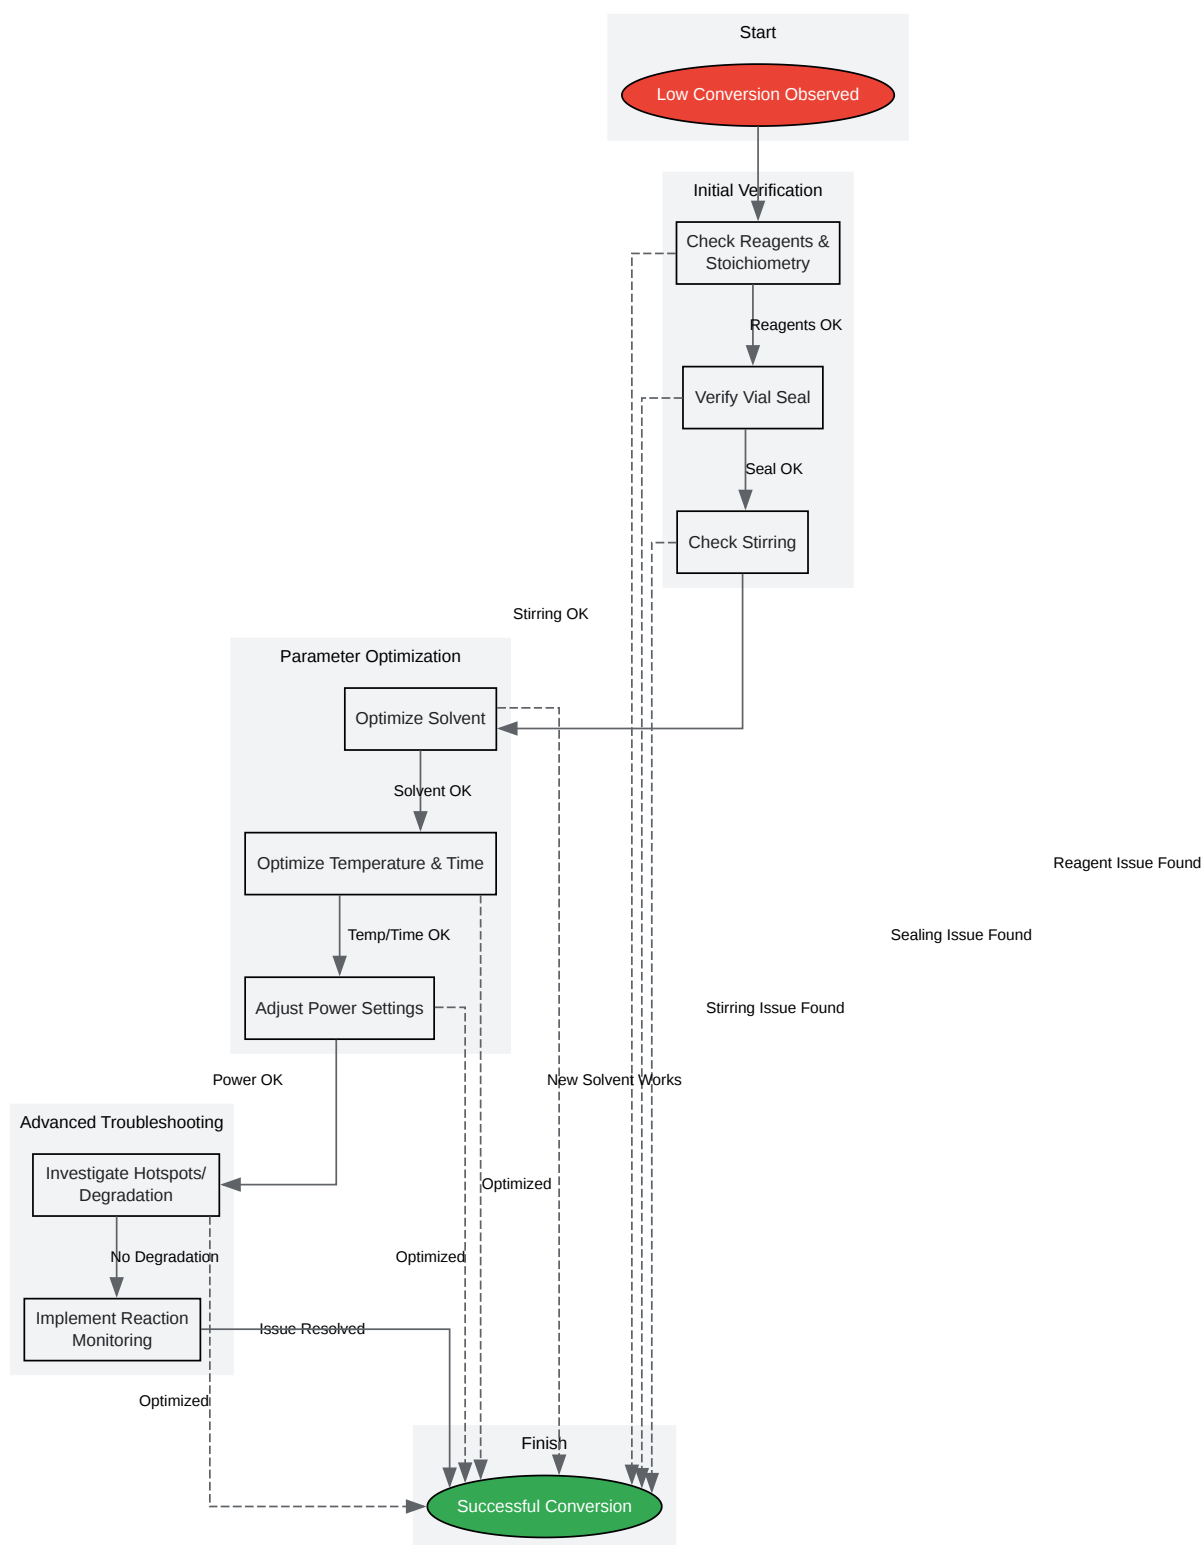 Start
Low Conversion Observed
Initial Verification
Check Reagents &
Stoichiometry
Reagents OK
Verify Vial Seal
Seal OK
Check Stirring
Stirring OK
Parameter Optimization
Optimize Solvent
Solvent OK
Optimize Temperature & Time
Reagent Issue Found
Temp/Time OK
Sealing Issue Found
Adjust Power Settings
Stirring Issue Found
Power OK
New Solvent Works
Advanced Troubleshooting
Investigate Hotspots/
Degradation
Optimized
No Degradation
Optimized
Implement Reaction
Monitoring
Issue Resolved
Optimized
Finish
Successful Conversion